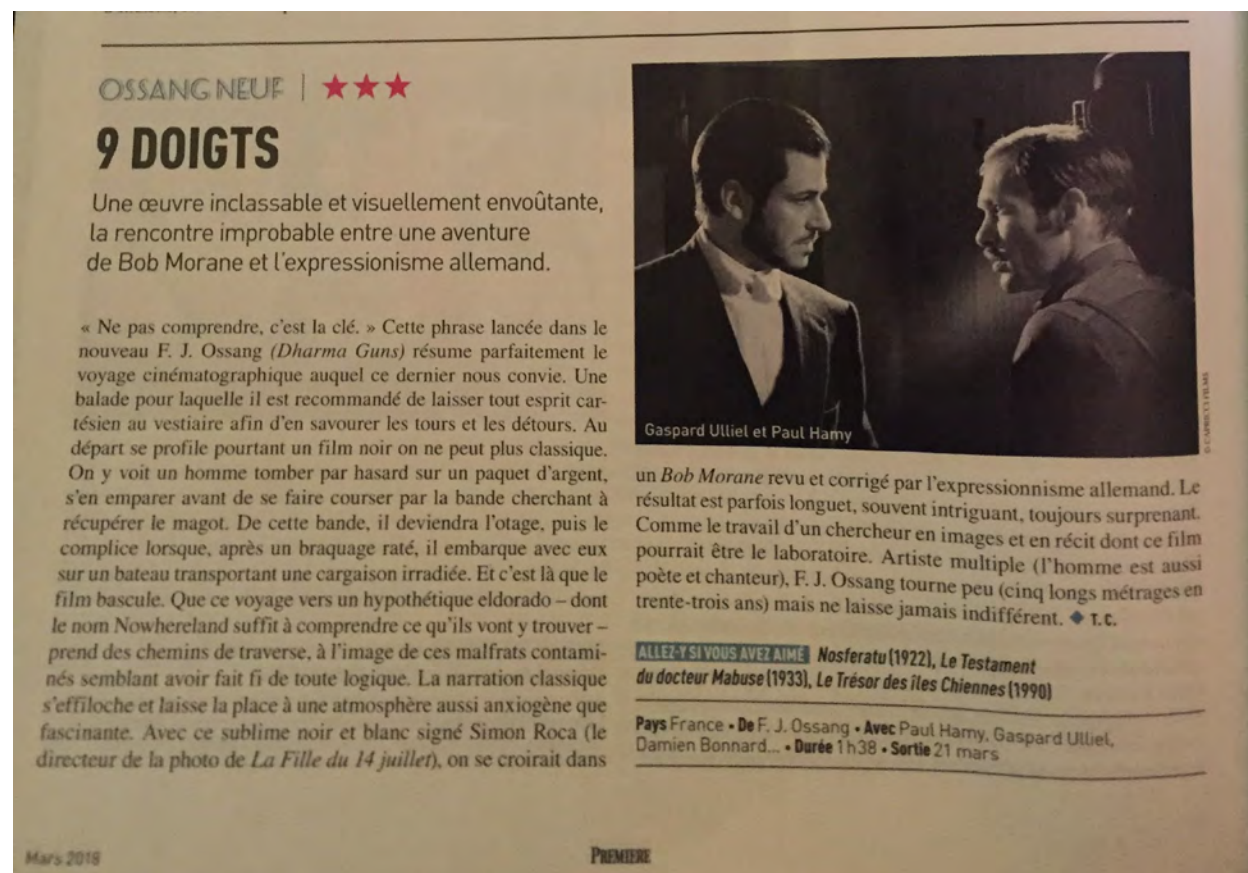 OSSANG NEUF | ★★★
9 DOIGTS
Une œuvre inclassable et visuellement envoûtante,
la rencontre improbable entre une aventure
de Bob Morane et l'expressionisme allemand.
« Ne pas comprendre, c'est la clé. » Cette phrase lancée dans le
nouveau F. J. Ossang (Dharma Guns) résume parfaitement le
voyage cinématographique auquel ce dernier nous convie. Une
balade pour laquelle il est recommandé de laisser tout esprit car-
tésien au vestiaire afin d'en savourer les tours et les détours. Au
départ se profile pourtant un film noir on ne peut plus classique.
On y voit un homme tomber par hasard sur un paquet d'argent,
s'en emparer avant de se faire courser par la bande cherchant à
récupérer le magot. De cette bande, il deviendra l'otage, puis le
complice lorsque, après un braquage raté, il embarque avec eux
sur un bateau transportant une cargaison irradiée. Et c'est là que le
film bascule. Que ce voyage vers un hypothétique eldorado – dont
le nom Nowhereland suffit à comprendre ce qu'ils vont y trouver –
prend des chemins de traverse, à l'image de ces malfrats contami-
nés semblant avoir fait fi de toute logique. La narration classique
s'effiloche et laisse la place à une atmosphère aussi anxiogène que
fascinante. Avec ce sublime noir et blanc signé Simon Roca (le
directeur de la photo de La Fille du 14 juillet), on se croirait dans
Gaspard Ulliel et Paul Hamy
© CAPRICCI FILMS
un Bob Morane revu et corrigé par l'expressionnisme allemand. Le
résultat est parfois longuet, souvent intriguant, toujours surprenant.
Comme le travail d'un chercheur en images et en récit dont ce film
pourrait être le laboratoire. Artiste multiple (l'homme est aussi
poète et chanteur), F. J. Ossang tourne peu (cinq longs métrages en
trente-trois ans) mais ne laisse jamais indifférent. ◆ T.C.
ALLEZ-Y SI VOUS AVEZ AIMÉ Nosferatu (1922), Le Testament
du docteur Mabuse (1933), Le Trésor des îles Chiennes (1990)
Pays France • De F. J. Ossang • Avec Paul Hamy, Gaspard Ulliel,
Damien Bonnard... • Durée 1h38 • Sortie 21 mars
Mars 2018
PREMIERE